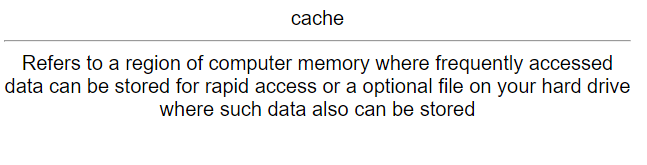 cache
Refers to a region of computer memory where frequently accessed
data can be stored for rapid access or a optional file on your hard drive
where such data also can be stored